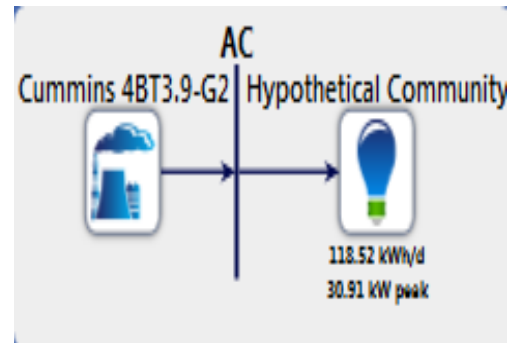 AC
Cummins 4BT3.9-G2 Hypothetical Community
118.52 kWh/d
30.91 kW peak